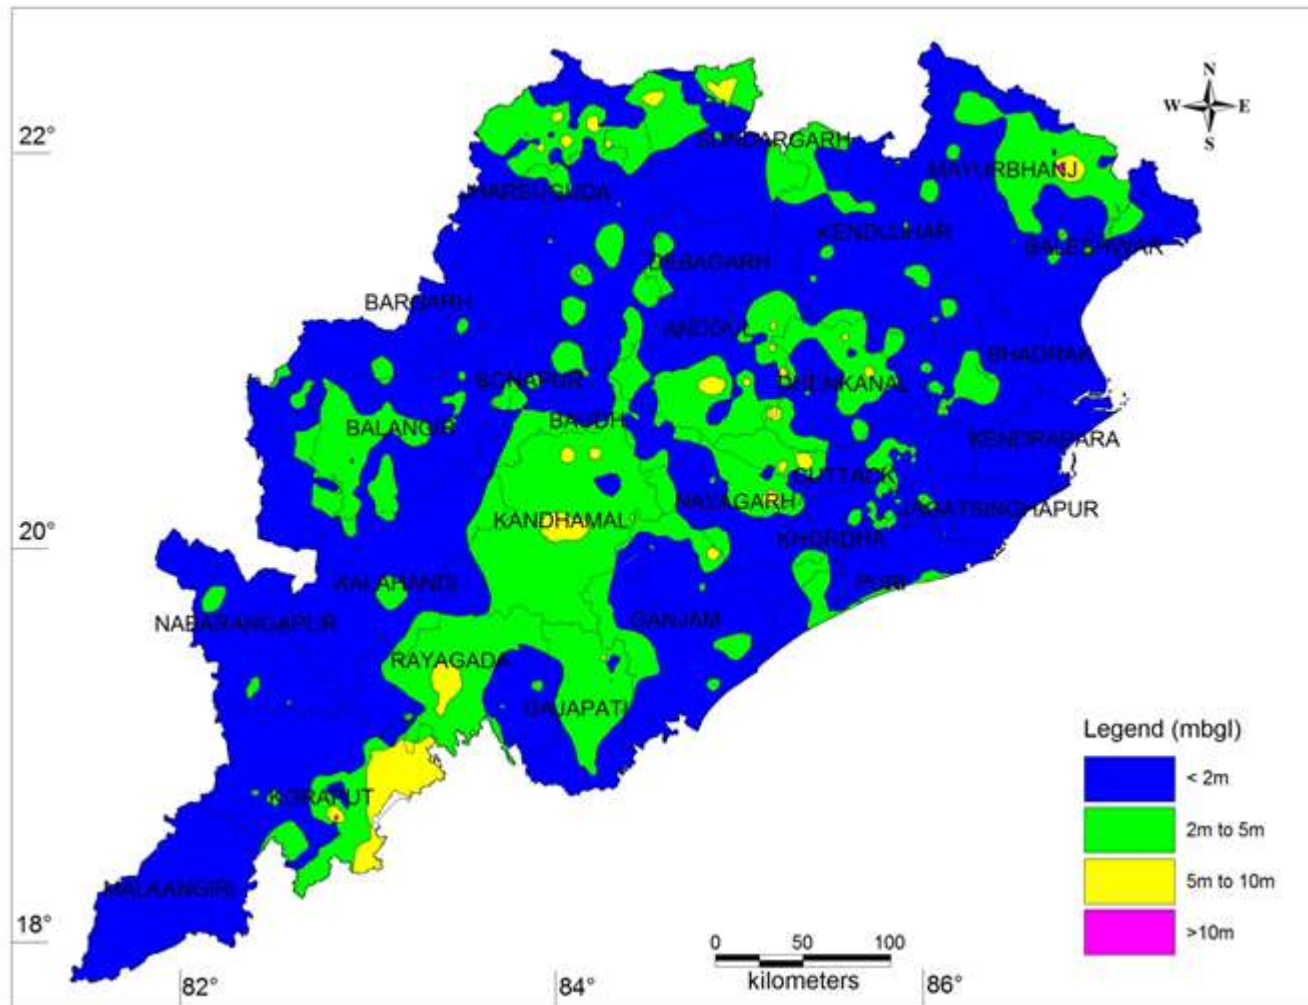 N
W E
S
22°
SUNDARGARH
MAYURBHANJ
JHARSUGUDA
KENDUJHAR
BALESHWAR
DEBAGARH
BARGARH
ANUGUL
BHADRAK
SONAPUR
DHENKANAL
BALANGIR
BAUDH
KENDRAPARA
CUTTACK
NAYAGARH
JAGATSINGHAPUR
KANDHAMAL
20°
KHORDHA
KALAHANDI
PURI
NABARANGAPUR
GANJAM
RAYAGADA
GAJAPATI
Legend (mbgl)
< 2m
KORAPUT
2m to 5m
5m to 10m
MALKANGIRI
18°
>10m
0 50 100
kilometers
82° 84° 86°